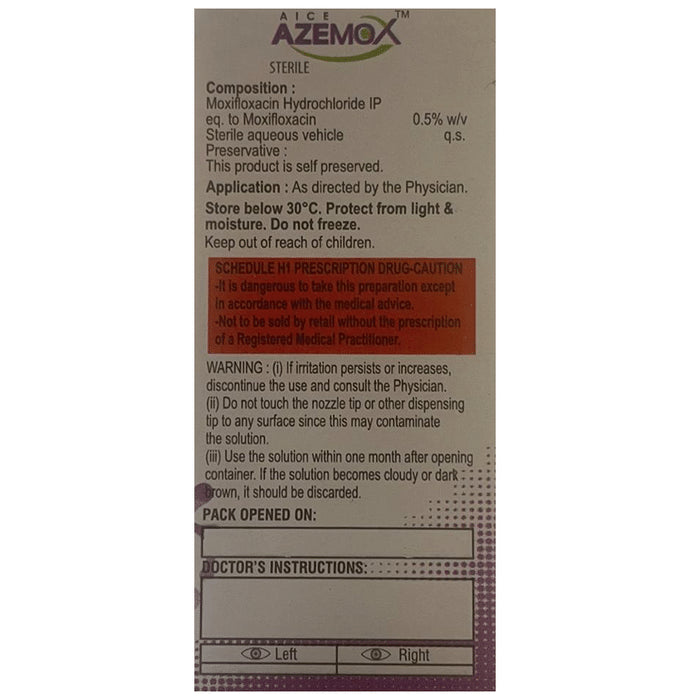 AICE
AZEMOX™
STERILE
Composition :
Moxifloxacin Hydrochloride IP
eq. to Moxifloxacin 0.5% w/v
Sterile aqueous vehicle q.s.
Preservative :
This product is self preserved.
Application : As directed by the Physician.
Store below 30°C. Protect from light &
moisture. Do not freeze.
Keep out of reach of children.
SCHEDULE H1 PRESCRIPTION DRUG-CAUTION
-It is dangerous to take this preparation except
in accordance with the medical advice.
-Not to be sold by retail without the prescription
of a Registered Medical Practitioner.
WARNING : (i) If irritation persists or increases,
discontinue the use and consult the Physician.
(ii) Do not touch the nozzle tip or other dispensing
tip to any surface since this may contaminate
the solution.
(iii) Use the solution within one month after opening
container. If the solution becomes cloudy or dark
brown, it should be discarded.
PACK OPENED ON:
DOCTOR'S INSTRUCTIONS:
Left Right